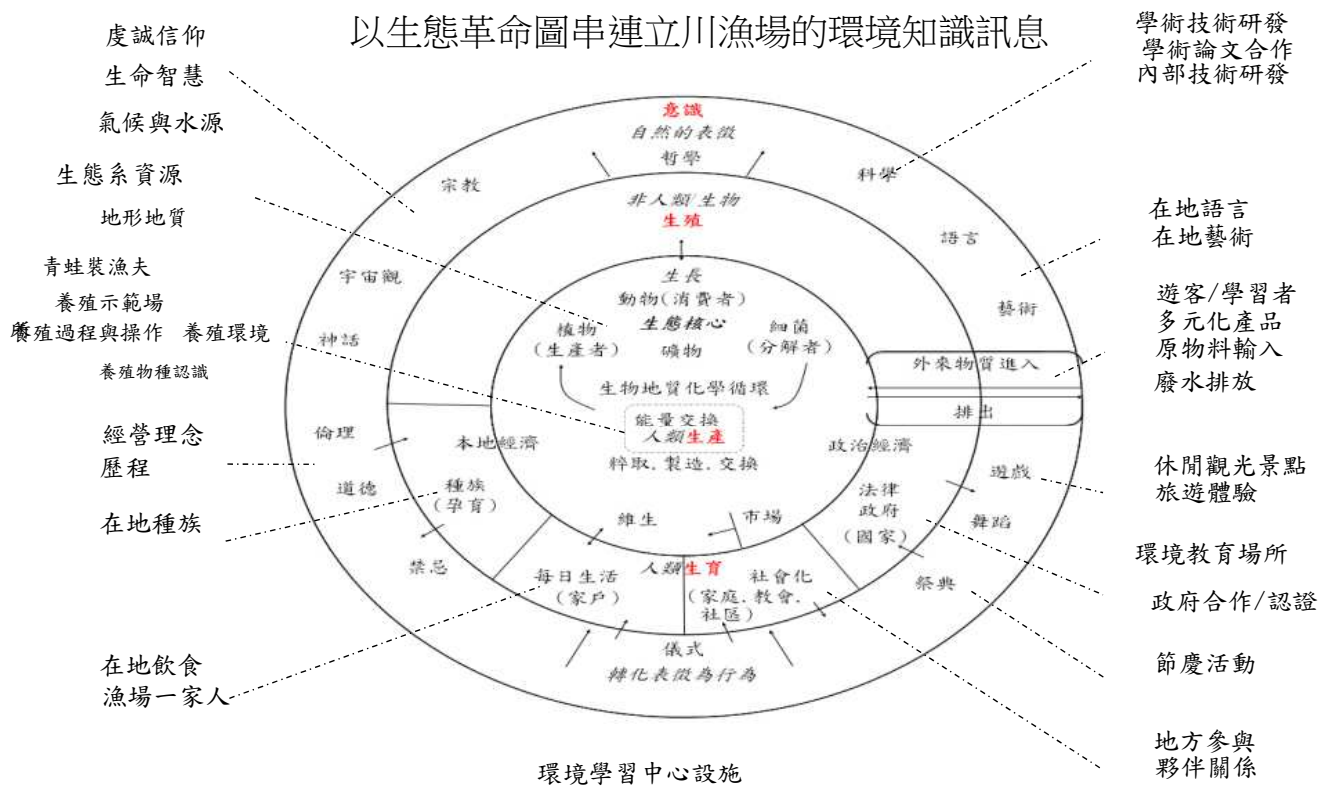 以生態革命圖串連立川漁場的環境知識訊息
虔誠信仰
生命智慧
氣候與水源
生態系資源
地形地質
青蛙裝漁夫
養殖示範場
養殖過程與操作
養殖環境
養殖物種認識
經營理念
歷程
在地種族
在地飲食
漁場一家人
意識
自然的表徵
哲學
宗教
科學
非人類/生物
生殖
語言
宇宙觀
藝術
神話
生長
動物(消費者)
生態核心
植物
(生產者)
細菌
(分解者)
礦物
生物地質化學循環
能量交換
人類生產
粹取,製造,交換
外來物質進入
排出
倫理
本地經濟
政治經濟
道德
種族
(孕育)
遊戲
法律
政府
(國家)
舞蹈
維生
市場
禁忌
祭典
人類生育
每日生活
(家戶)
社會化
(家庭,教會,
社區)
儀式
轉化表徵為行為
學術技術研發
學術論文合作
內部技術研發
在地語言
在地藝術
遊客/學習者
多元化產品
原物料輸入
廢水排放
休閒觀光景點
旅遊體驗
環境教育場所
政府合作/認證
節慶活動
地方參與
夥伴關係
環境學習中心設施